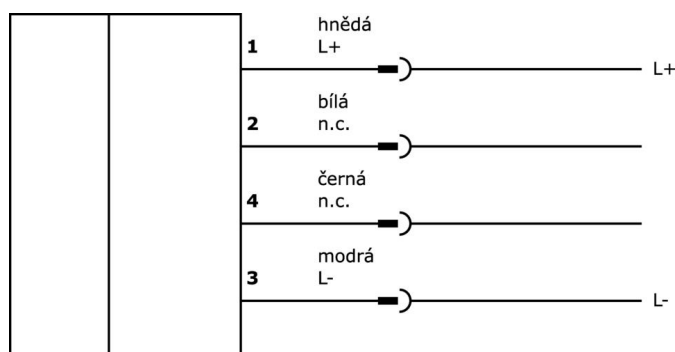 hnědá
1 L+ L+
bílá
2 n.c.
černá
4 n.c.
modrá
3 L- L-